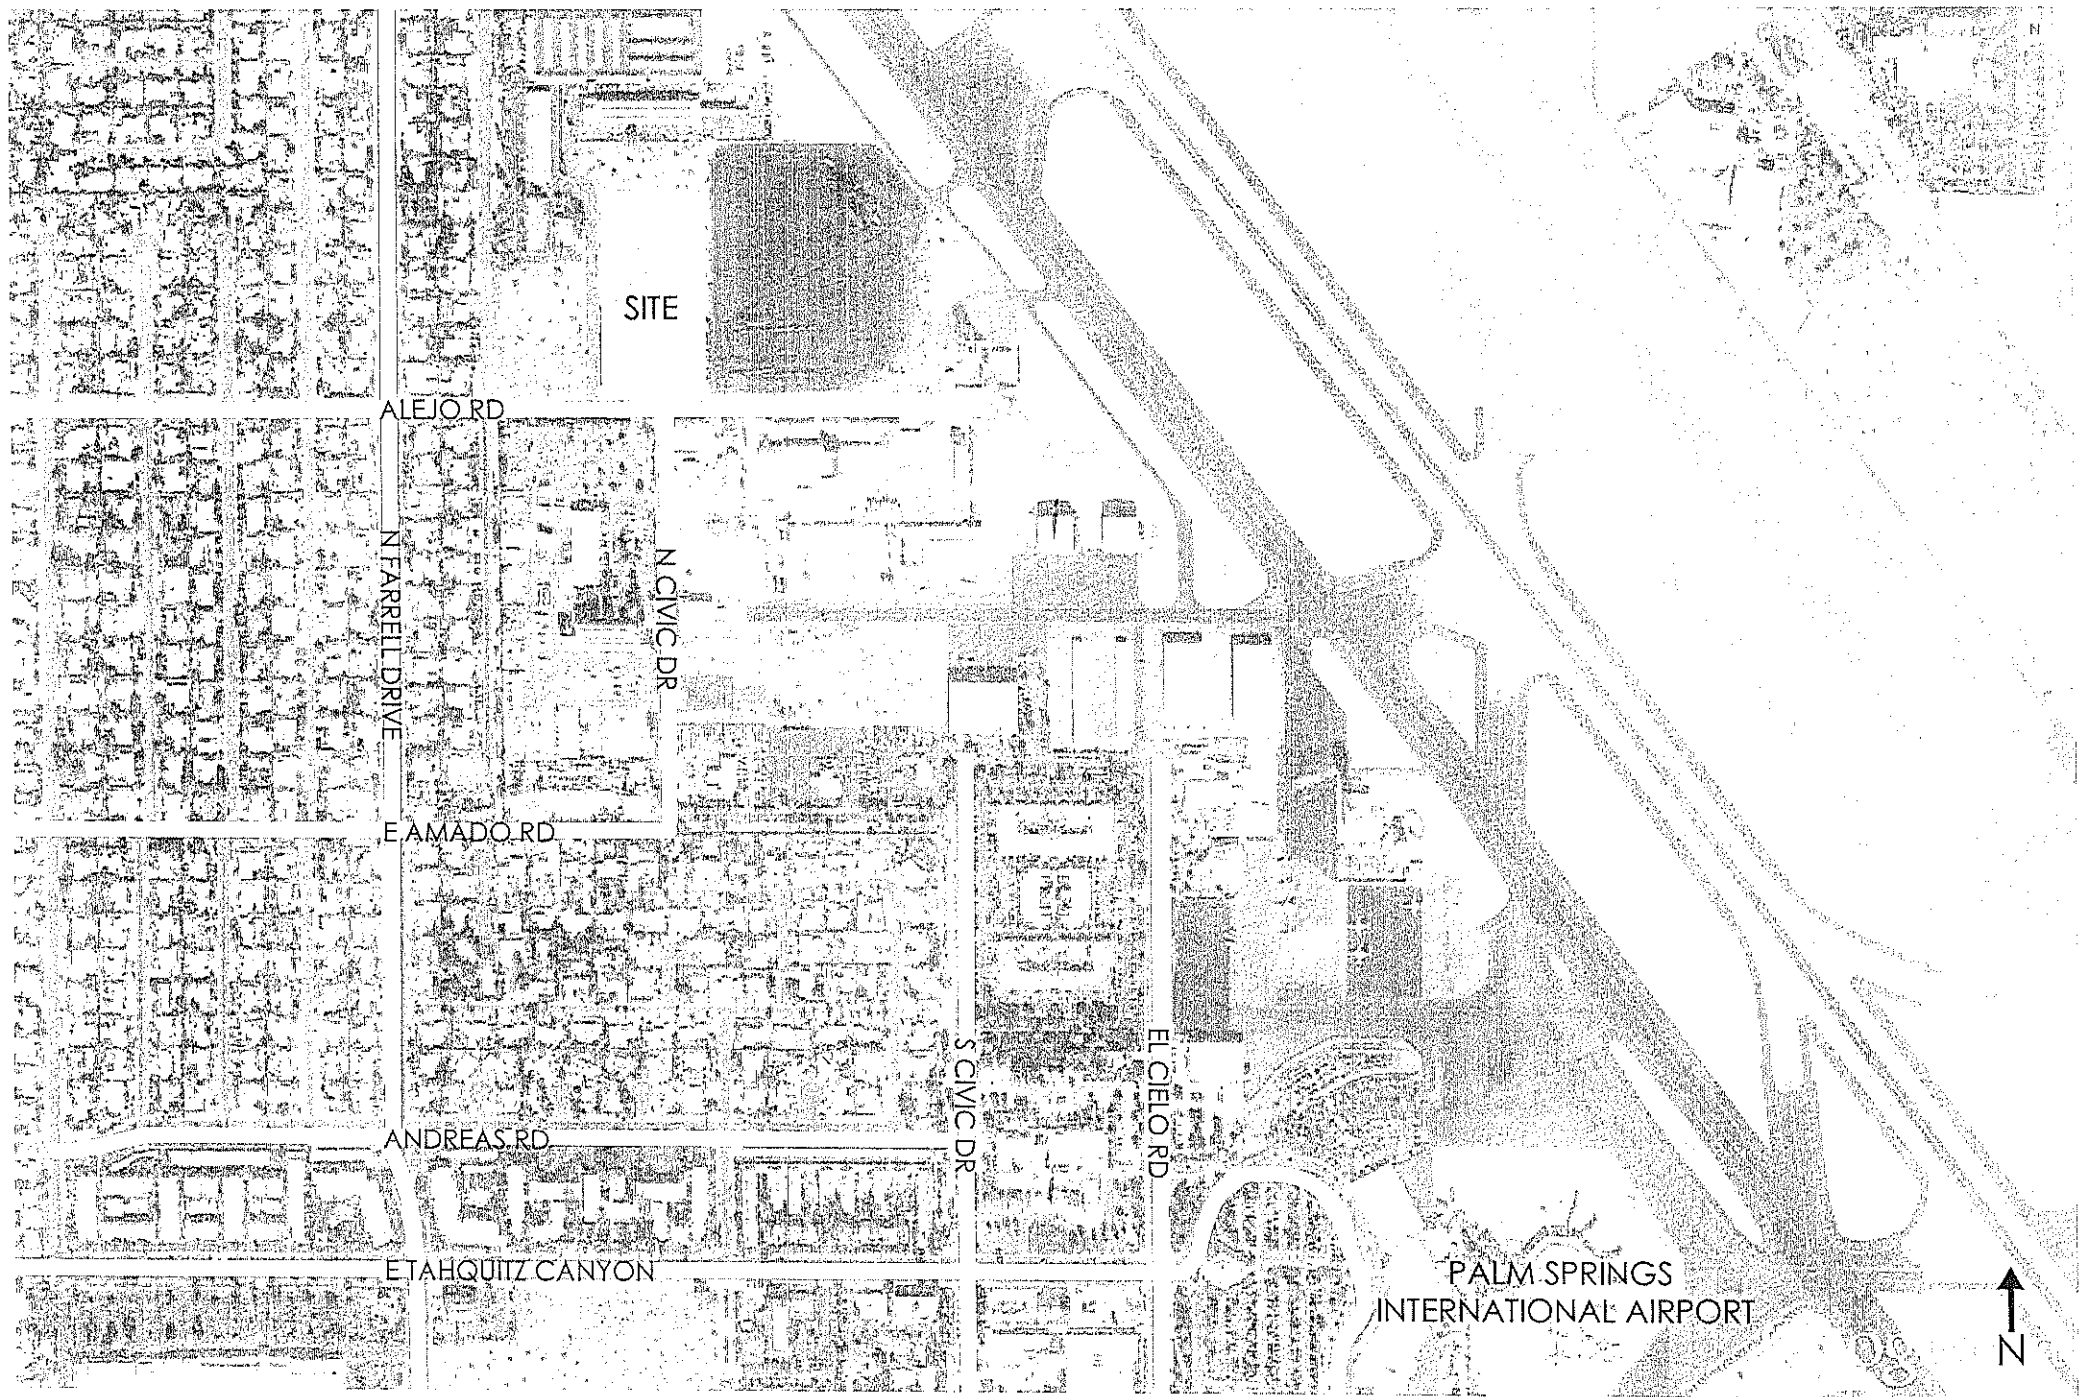 SITE
ALEJO RD
N FARRELL DRIVE
N CIVIC DR
E AMADO RD
S CIVIC DR
EL CIELO RD
ANDREAS RD
E TAHQUITZ CANYON
PALM SPRINGS
INTERNATIONAL AIRPORT
N